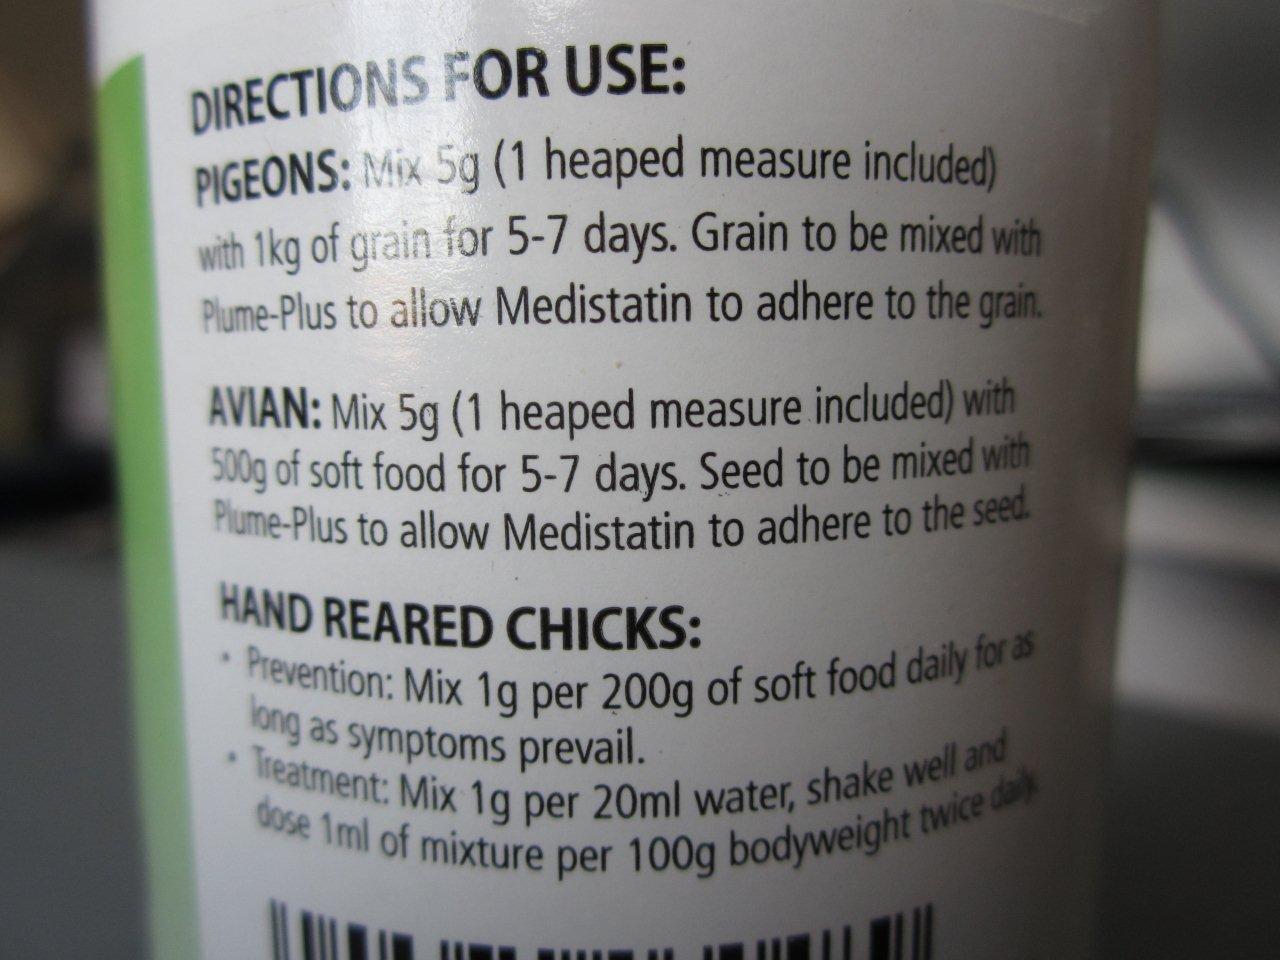 DIRECTIONS FOR USE:
PIGEONS: Mix 5g (1 heaped measure included)
with 1kg of grain for 5-7 days. Grain to be mixed with
Plume-Plus to allow Medistatin to adhere to the grain.
AVIAN: Mix 5g (1 heaped measure included) with
500g of soft food for 5-7 days. Seed to be mixed with
Plume-Plus to allow Medistatin to adhere to the seed.
HAND REARED CHICKS:
• Prevention: Mix 1g per 200g of soft food daily for as
long as symptoms prevail.
• Treatment: Mix 1g per 20ml water, shake well and
dose 1ml of mixture per 100g bodyweight twice daily.